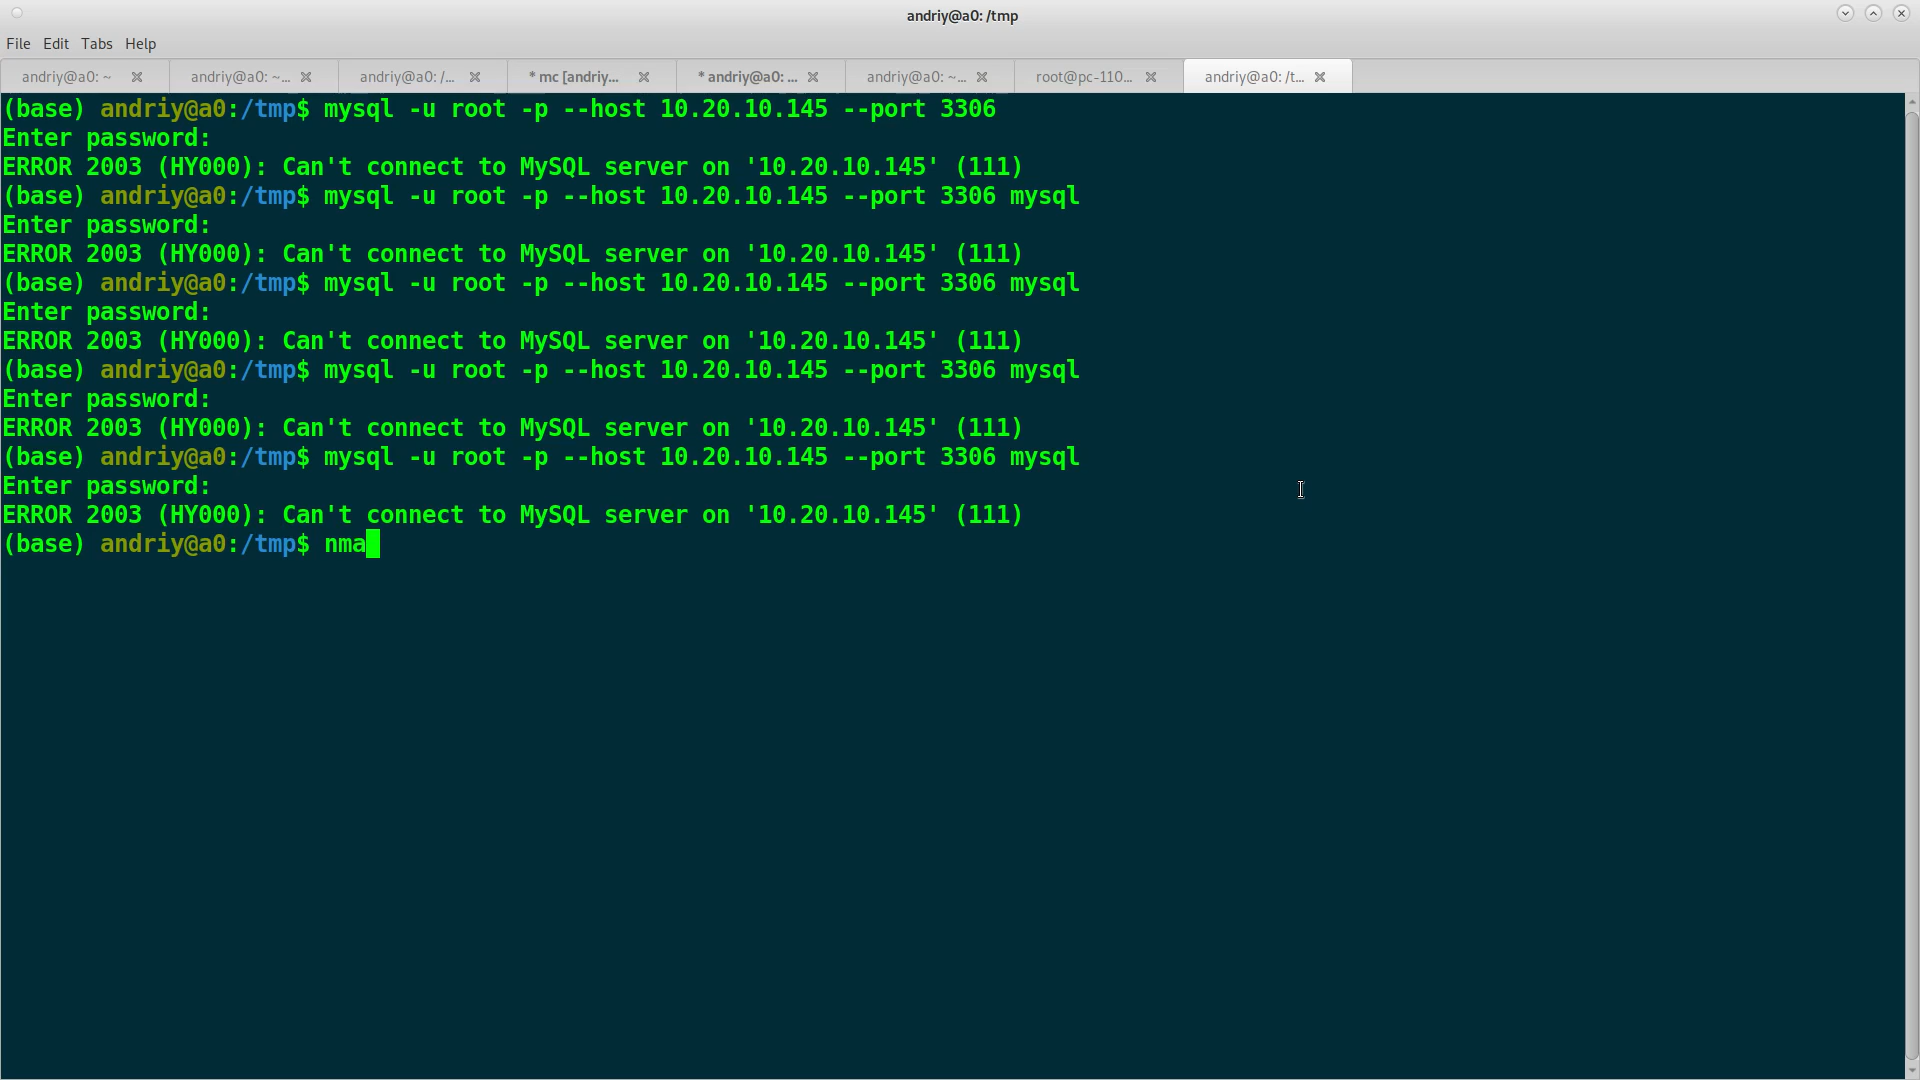 andriy@a0: /tmp
File Edit Tabs Help
andriy@a0: ~ andriy@a0: ~... andriy@a0: /... * mc [andriy... * andriy@a0: ... andriy@a0: ~... root@pc-110... andriy@a0: /t...
(base) andriy@a0:/tmp$ mysql -u root -p --host 10.20.10.145 --port 3306
Enter password:
ERROR 2003 (HY000): Can't connect to MySQL server on '10.20.10.145' (111)
(base) andriy@a0:/tmp$ mysql -u root -p --host 10.20.10.145 --port 3306 mysql
Enter password:
ERROR 2003 (HY000): Can't connect to MySQL server on '10.20.10.145' (111)
(base) andriy@a0:/tmp$ mysql -u root -p --host 10.20.10.145 --port 3306 mysql
Enter password:
ERROR 2003 (HY000): Can't connect to MySQL server on '10.20.10.145' (111)
(base) andriy@a0:/tmp$ mysql -u root -p --host 10.20.10.145 --port 3306 mysql
Enter password:
ERROR 2003 (HY000): Can't connect to MySQL server on '10.20.10.145' (111)
(base) andriy@a0:/tmp$ mysql -u root -p --host 10.20.10.145 --port 3306 mysql
Enter password:
ERROR 2003 (HY000): Can't connect to MySQL server on '10.20.10.145' (111)
(base) andriy@a0:/tmp$ nma